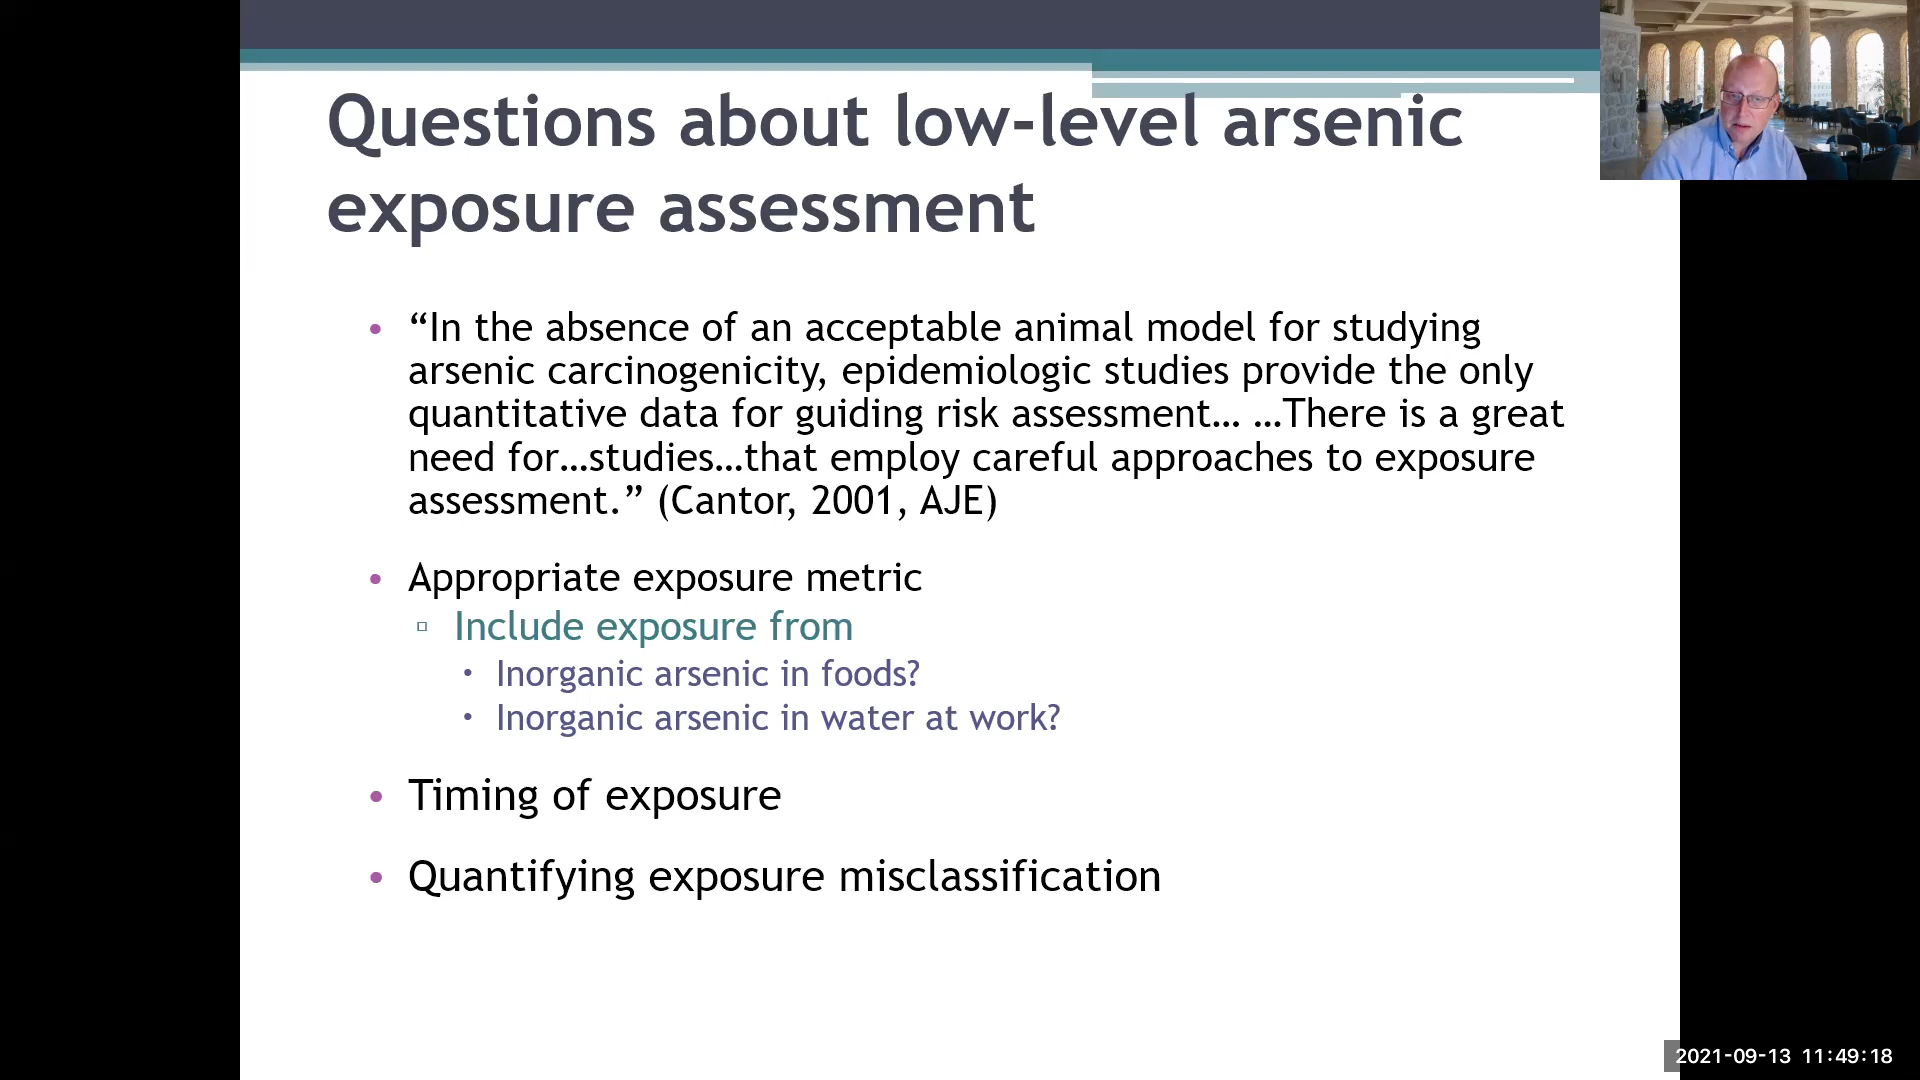 Questions about low-level arsenic
exposure assessment
• “In the absence of an acceptable animal model for studying
arsenic carcinogenicity, epidemiologic studies provide the only
quantitative data for guiding risk assessment… …There is a great
need for…studies…that employ careful approaches to exposure
assessment.” (Cantor, 2001, AJE)
• Appropriate exposure metric
▫ Include exposure from
• Inorganic arsenic in foods?
• Inorganic arsenic in water at work?
• Timing of exposure
• Quantifying exposure misclassification
2021-09-13 11:49:18